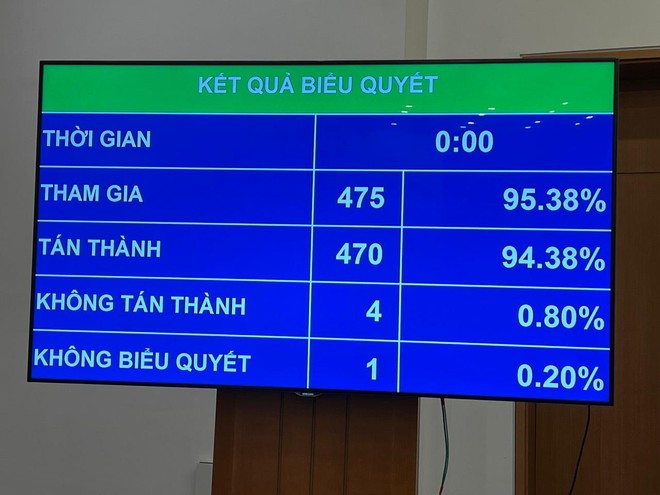 KẾT QUẢ BIỂU QUYẾT
THỜI GIAN 0:00
THAM GIA 475 95.38%
TÁN THÀNH 470 94.38%
KHÔNG TÁN THÀNH 4 0.80%
KHÔNG BIỂU QUYẾT 1 0.20%